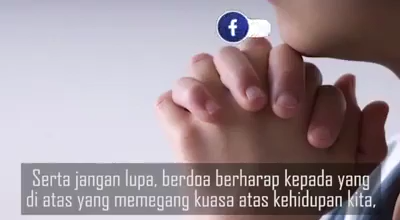 Serta jangan lupa, berdoa berharap kepada yang
di atas yang memegang kuasa atas kehidupan kita,